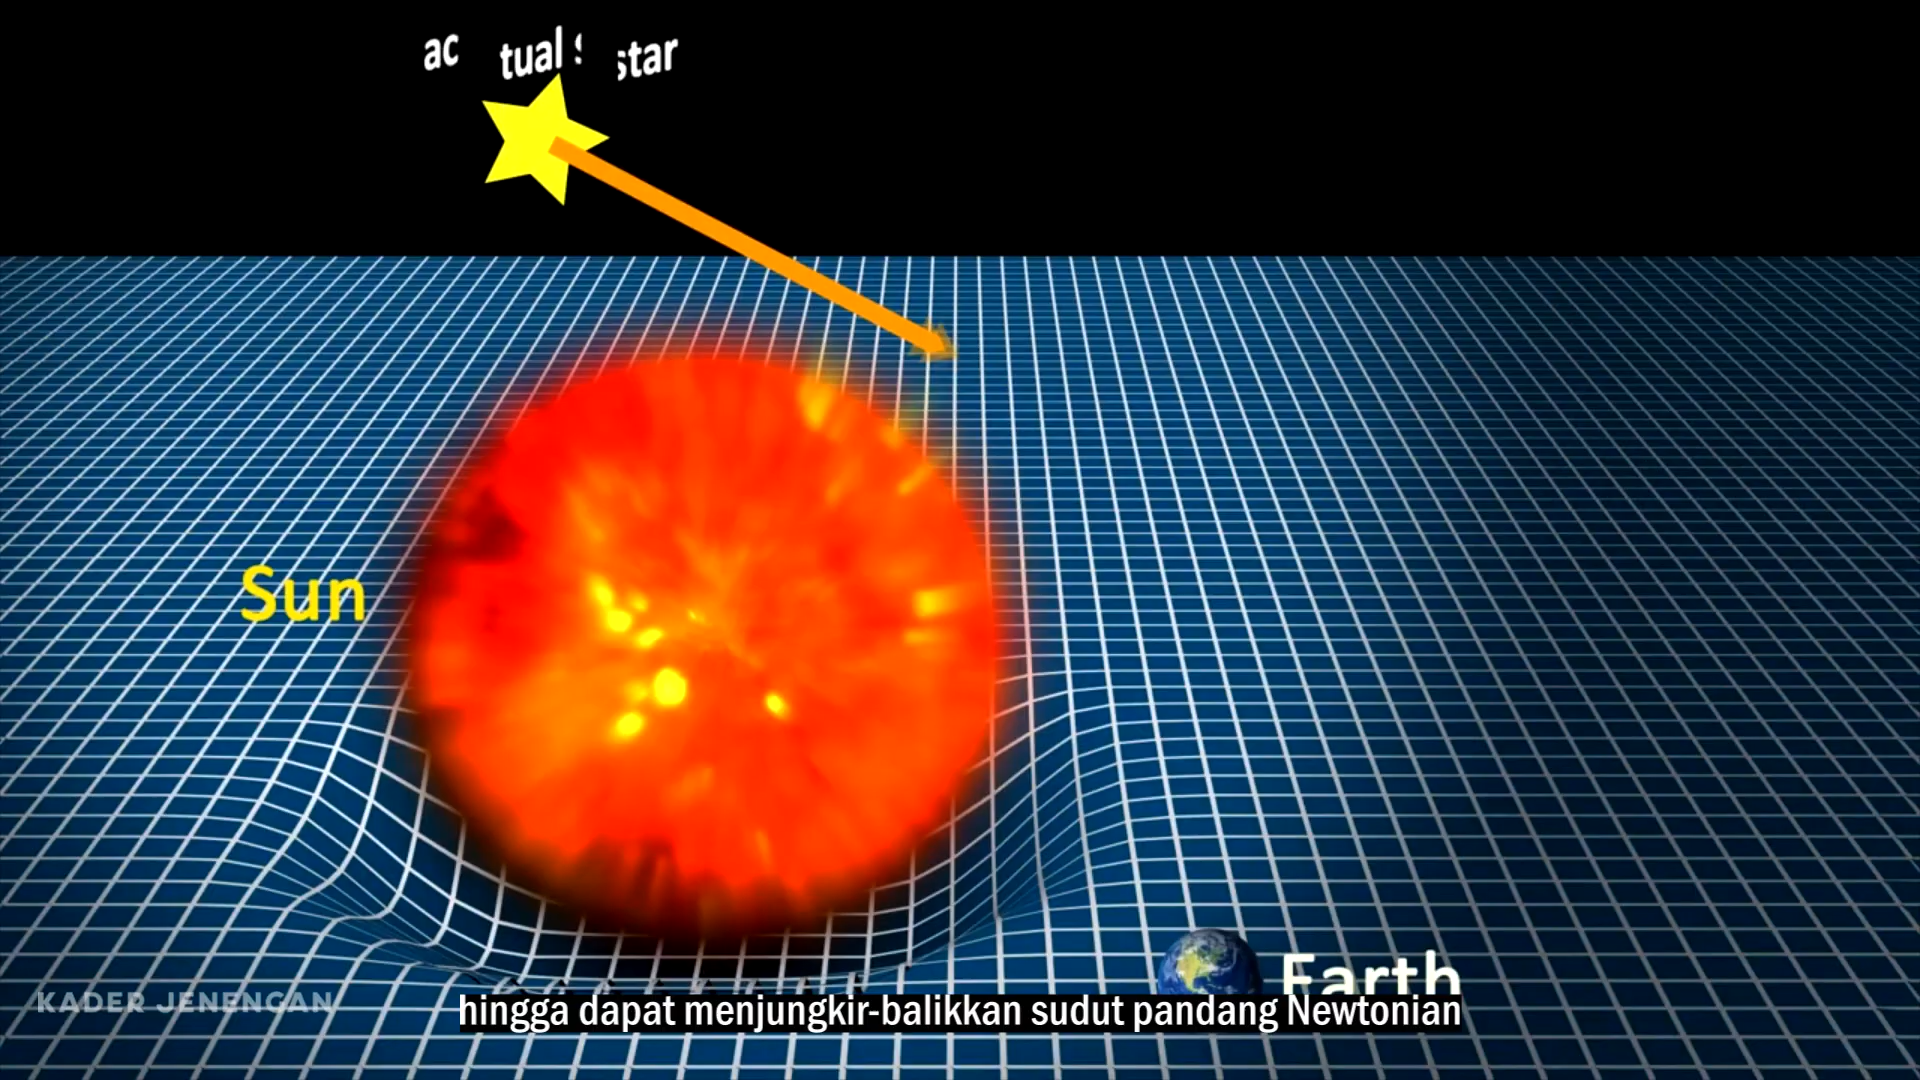 ac tual s star
Sun
Earth
KADER JENENGAN
hingga dapat menjungkir-balikkan sudut pandang Newtonian